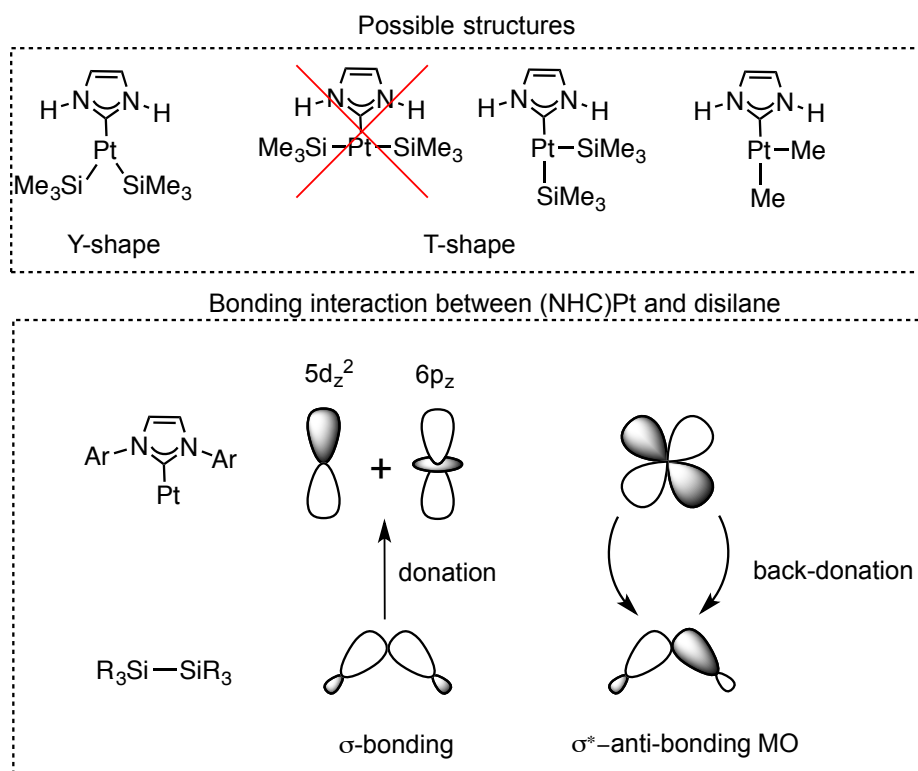 Possible structures
H N N H
Pt
Me3Si SiMe3
Y-shape
H N N H
Me3Si Pt SiMe3
H N N H
Pt SiMe3
SiMe3
T-shape
H N N H
Pt Me
Me
Bonding interaction between (NHC)Pt and disilane
5dz2 6pz
Ar N N Ar
Pt
+
donation
back-donation
R3Si SiR3
σ-bonding
σ*–anti-bonding MO